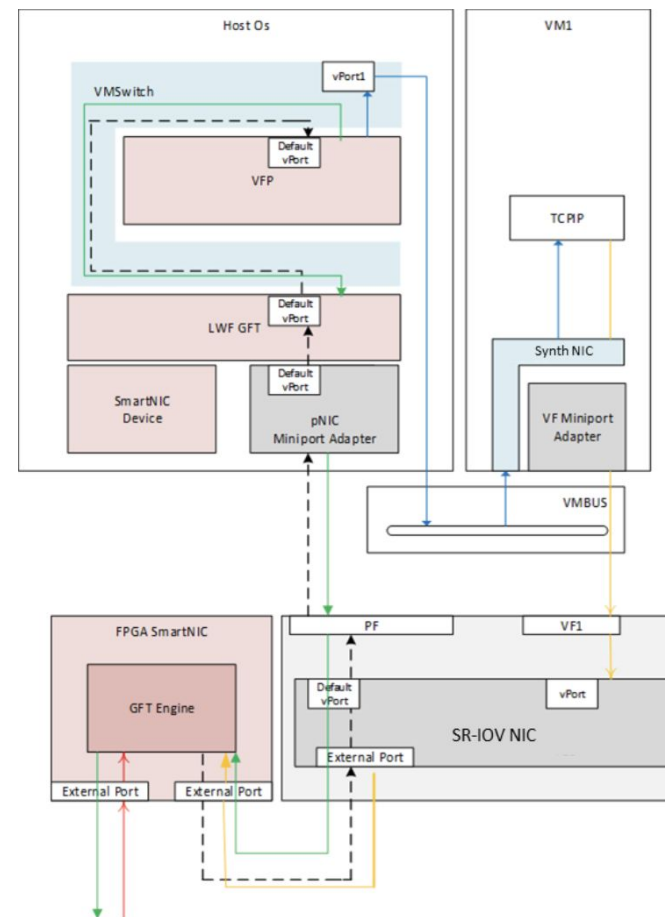 Host Os
VM1
vPort1
VMSwitch
Default
vPort
VFP
TCPIP
Default
vPort
LWF GFT
Synth NIC
Default
vPort
SmartNIC
Device
pNIC
Miniport Adapter
VF Miniport
Adapter
VMBUS
FPGA SmartNIC
PF
VF1
GFT Engine
Default
vPort
vPort
SR-IOV NIC
External Port
External Port
External Port